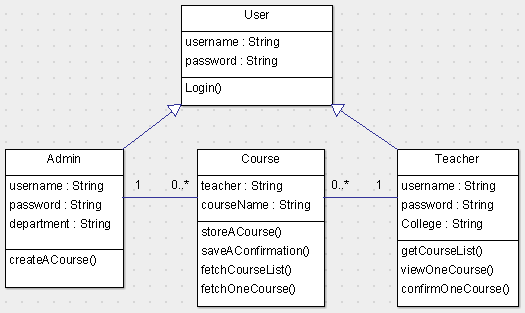 User
username : String
password : String
Login()
Admin
username : String
password : String
department : String
createACourse()
1
0..*
Course
teacher : String
courseName : String
storeACourse()
saveAConfirmation()
fetchCourseList()
fetchOneCourse()
0..*
1
Teacher
username : String
password : String
College : String
getCourseList()
viewOneCourse()
confirmOneCourse()